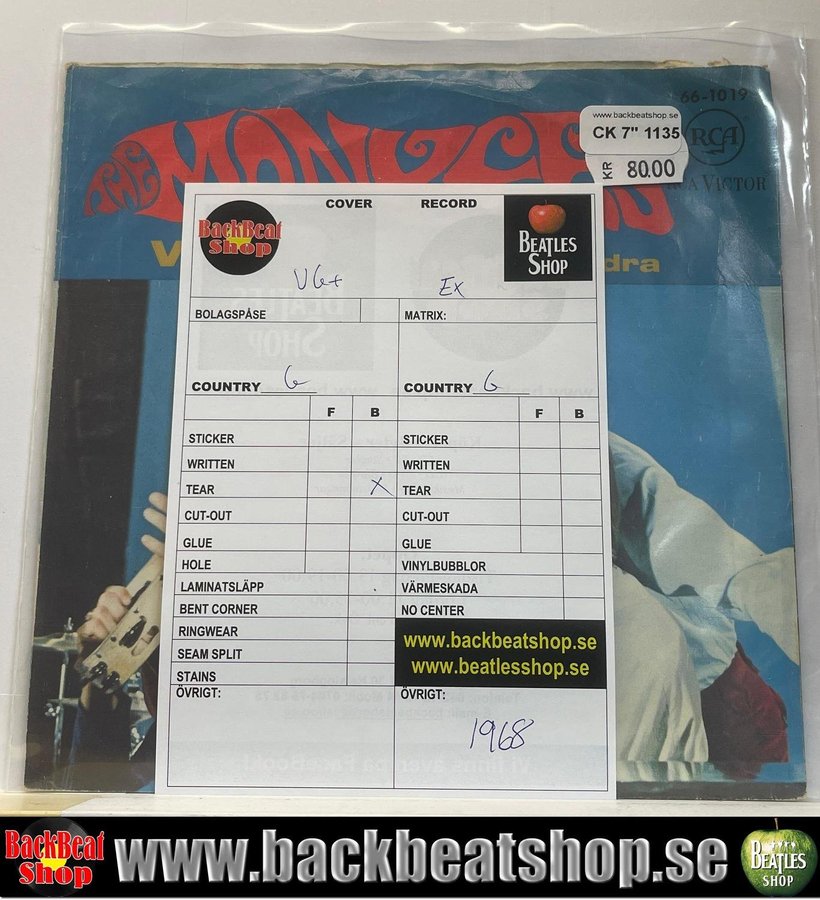 66-1019
www.backbeatshop.se
CK 7" 1135
RCA
KR 80.00
RCA VICTOR
THE MONKEES
V dra
COVER RECORD
BackBeat Shop
BEATLES SHOP
VG+ Ex
BOLAGSPÅSE MATRIX:
COUNTRY G COUNTRY G
F B F B
STICKER STICKER
WRITTEN WRITTEN
TEAR X TEAR
CUT-OUT CUT-OUT
GLUE GLUE
HOLE VINYLBUBBLOR
LAMINATSLÄPP VÄRMESKADA
BENT CORNER NO CENTER
RINGWEAR www.backbeatshop.se
SEAM SPLIT www.beatlesshop.se
STAINS
ÖVRIGT: ÖVRIGT:
1968
BackBeat Shop www.backbeatshop.se BEATLES SHOP